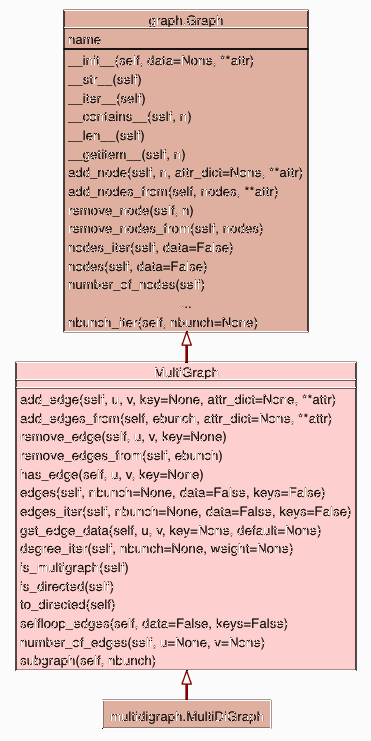 graph.Graph
name
__init__(self, data=None, **attr)
__str__(self)
__iter__(self)
__contains__(self, n)
__len__(self)
__getitem__(self, n)
add_node(self, n, attr_dict=None, **attr)
add_nodes_from(self, nodes, **attr)
remove_node(self, n)
remove_nodes_from(self, nodes)
nodes_iter(self, data=False)
nodes(self, data=False)
number_of_nodes(self)
...
nbunch_iter(self, nbunch=None)
MultiGraph
add_edge(self, u, v, key=None, attr_dict=None, **attr)
add_edges_from(self, ebunch, attr_dict=None, **attr)
remove_edge(self, u, v, key=None)
remove_edges_from(self, ebunch)
has_edge(self, u, v, key=None)
edges(self, nbunch=None, data=False, keys=False)
edges_iter(self, nbunch=None, data=False, keys=False)
get_edge_data(self, u, v, key=None, default=None)
degree_iter(self, nbunch=None, weight=None)
is_multigraph(self)
is_directed(self)
to_directed(self)
selfloop_edges(self, data=False, keys=False)
number_of_edges(self, u=None, v=None)
subgraph(self, nbunch)
multidigraph.MultiDiGraph